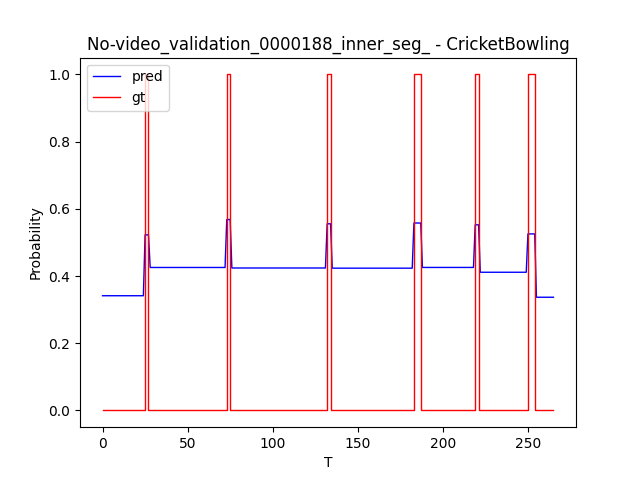 No-video_validation_0000188_inner_seg_ - CricketBowling
pred
gt
1.0
0.8
0.6
0.4
0.2
0.0
Probability
0 50 100 150 200 250
T